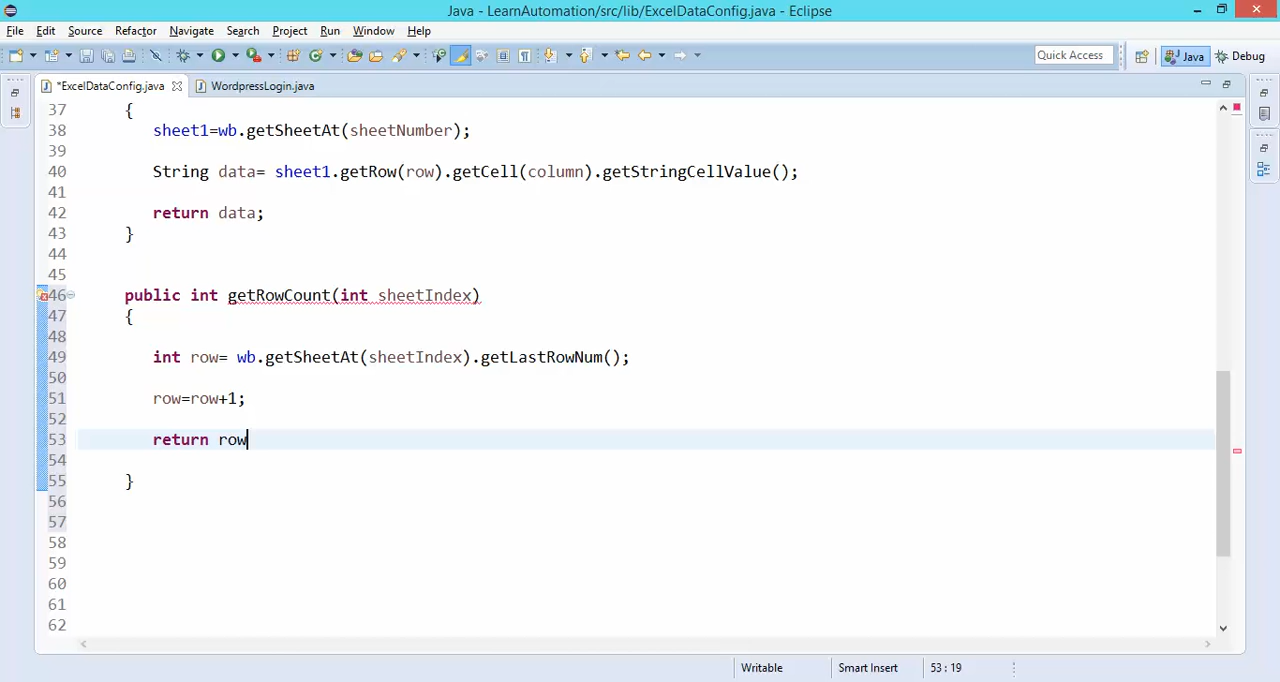 Java - LearnAutomation/src/lib/ExcelDataConfig.java - Eclipse
File Edit Source Refactor Navigate Search Project Run Window Help
Quick Access Java Debug
*ExcelDataConfig.java WordpressLogin.java
37 {
38 sheet1=wb.getSheetAt(sheetNumber);
39
40 String data= sheet1.getRow(row).getCell(column).getStringCellValue();
41
42 return data;
43 }
44
45
46 public int getRowCount(int sheetIndex)
47 {
48
49 int row= wb.getSheetAt(sheetIndex).getLastRowNum();
50
51 row=row+1;
52
53 return row
54
55 }
56
57
58
59
60
61
62
Writable Smart Insert 53 : 19